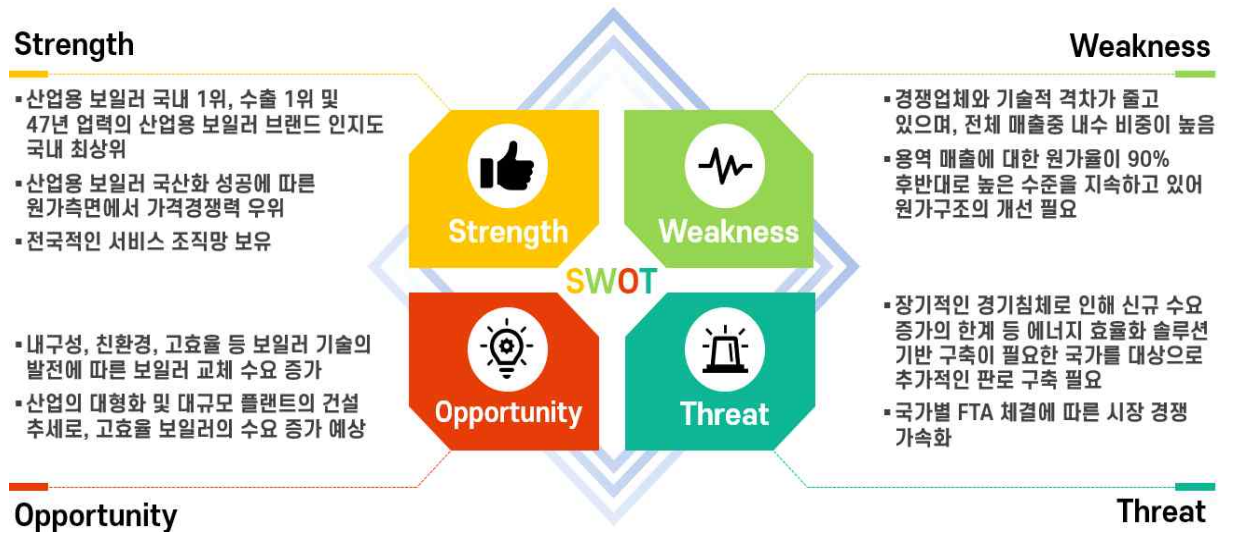 Strength
▪산업용 보일러 국내 1위, 수출 1위 및
47년 업력의 산업용 보일러 브랜드 인지도
국내 최상위
▪산업용 보일러 국산화 성공에 따른
원가측면에서 가격경쟁력 우위
▪전국적인 서비스 조직망 보유
Weakness
▪경쟁업체와 기술적 격차가 줄고
있으며, 전체 매출중 내수 비중이 높음
▪용역 매출에 대한 원가율이 90%
후반대로 높은 수준을 지속하고 있어
원가구조의 개선 필요
Strength
Weakness
SWOT
Opportunity
Threat
▪내구성, 친환경, 고효율 등 보일러 기술의
발전에 따른 보일러 교체 수요 증가
▪산업의 대형화 및 대규모 플랜트의 건설
추세로, 고효율 보일러의 수요 증가 예상
Opportunity
▪장기적인 경기침체로 인해 신규 수요
증가의 한계 등 에너지 효율화 솔루션
기반 구축이 필요한 국가를 대상으로
추가적인 판로 구축 필요
▪국가별 FTA 체결에 따른 시장 경쟁
가속화
Threat